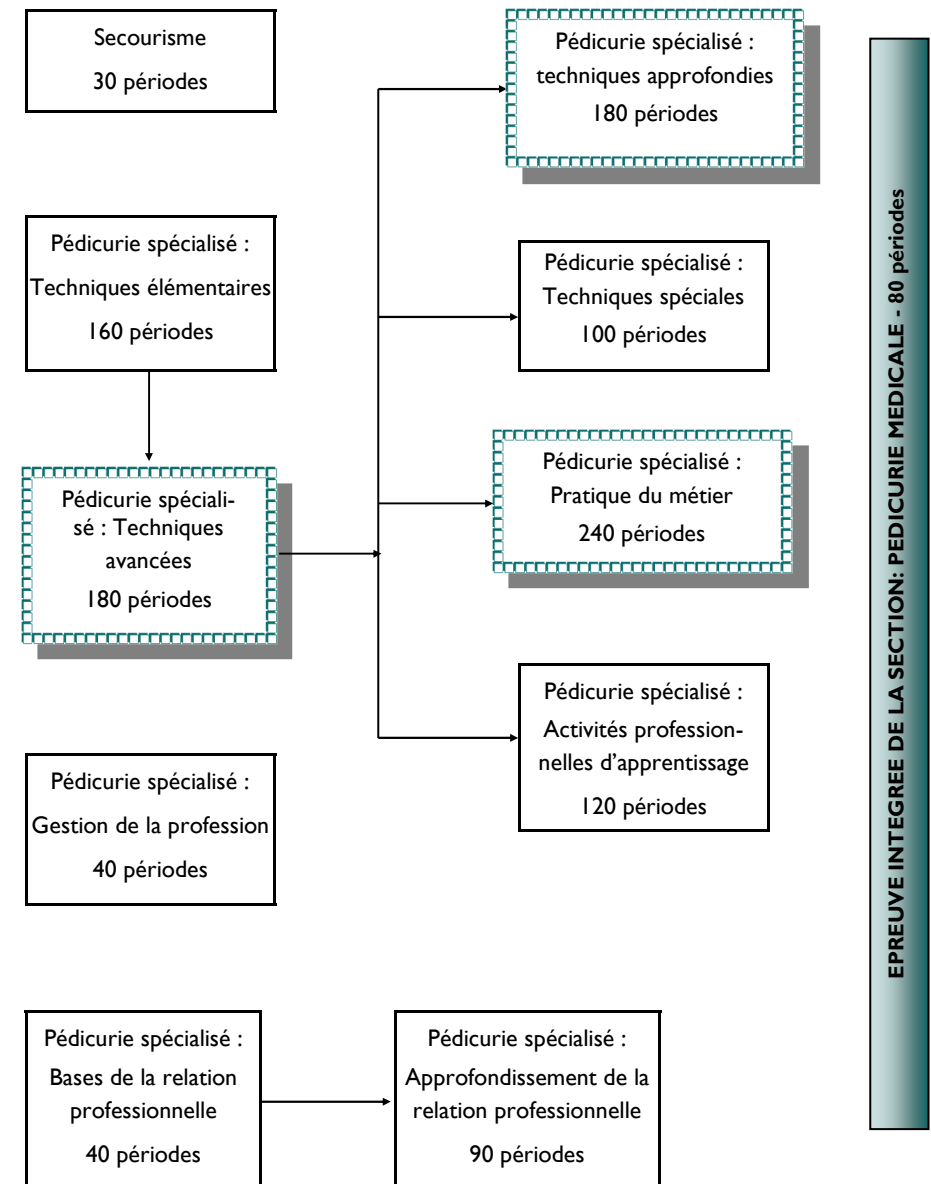 Secourisme
30 périodes
Pédicurie spécialisé :
techniques approfondies
180 périodes
Pédicurie spécialisé :
Techniques élémentaires
160 périodes
Pédicurie spécialisé :
Techniques spéciales
100 périodes
Pédicurie spéciali-
sé : Techniques
avancées
180 périodes
Pédicurie spécialisé :
Pratique du métier
240 périodes
Pédicurie spécialisé :
Activités profession-
nelles d’apprentissage
120 périodes
Pédicurie spécialisé :
Gestion de la profession
40 périodes
Pédicurie spécialisé :
Bases de la relation
professionnelle
40 périodes
Pédicurie spécialisé :
Approfondissement de la
relation professionnelle
90 périodes
EPREUVE INTEGREE DE LA SECTION: PEDICURIE MEDICALE - 80 périodes